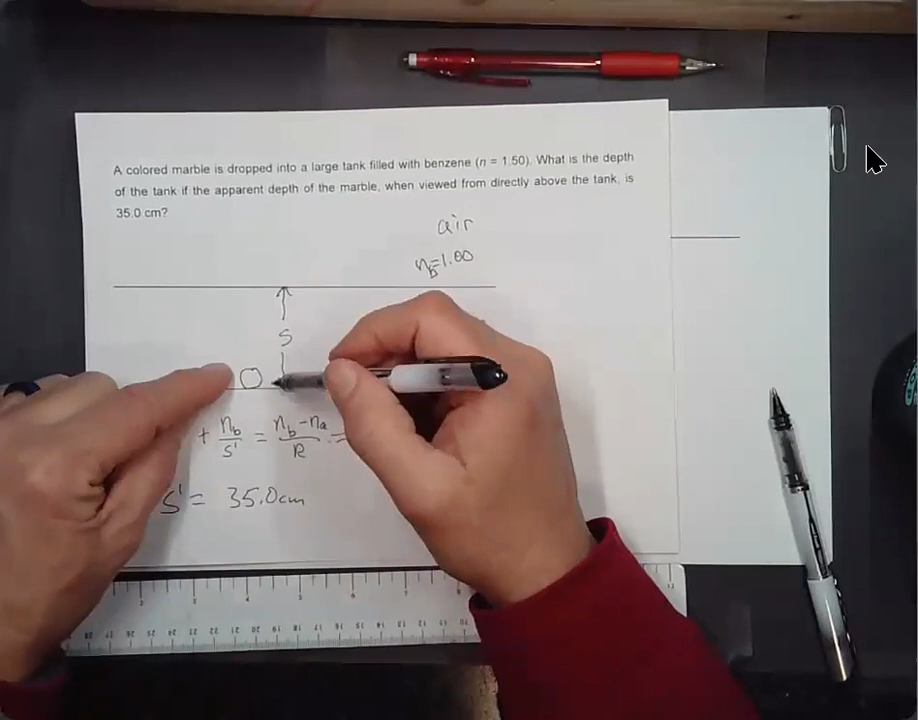 A colored marble is dropped into a large tank filled with benzene (n = 1.50). What is the depth
of the tank if the apparent depth of the marble, when viewed from directly above the tank, is
35.0 cm?
air
n_b=1.00
S
+ n_b/S' = n_b-n_a/R =
S' = 35.0cm